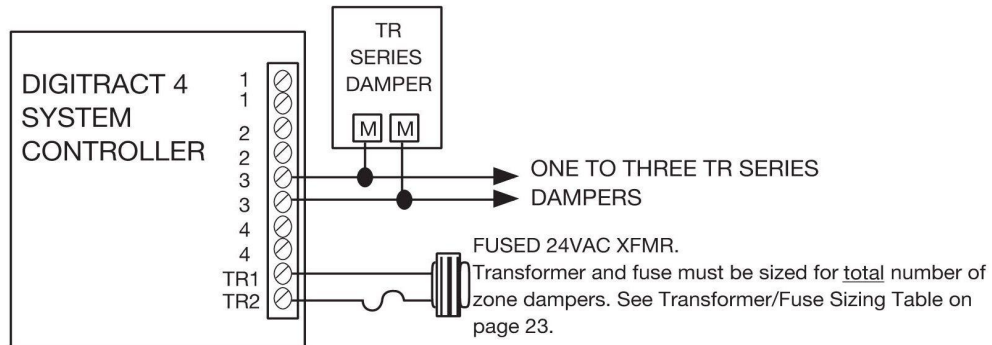 TR
SERIES
DAMPER
M M
DIGITRACT 4
SYSTEM
CONTROLLER
1
1
2
2
3
3
4
4
TR1
TR2
ONE TO THREE TR SERIES
DAMPERS
FUSED 24VAC XFMR.
Transformer and fuse must be sized for total number of
zone dampers. See Transformer/Fuse Sizing Table on
page 23.